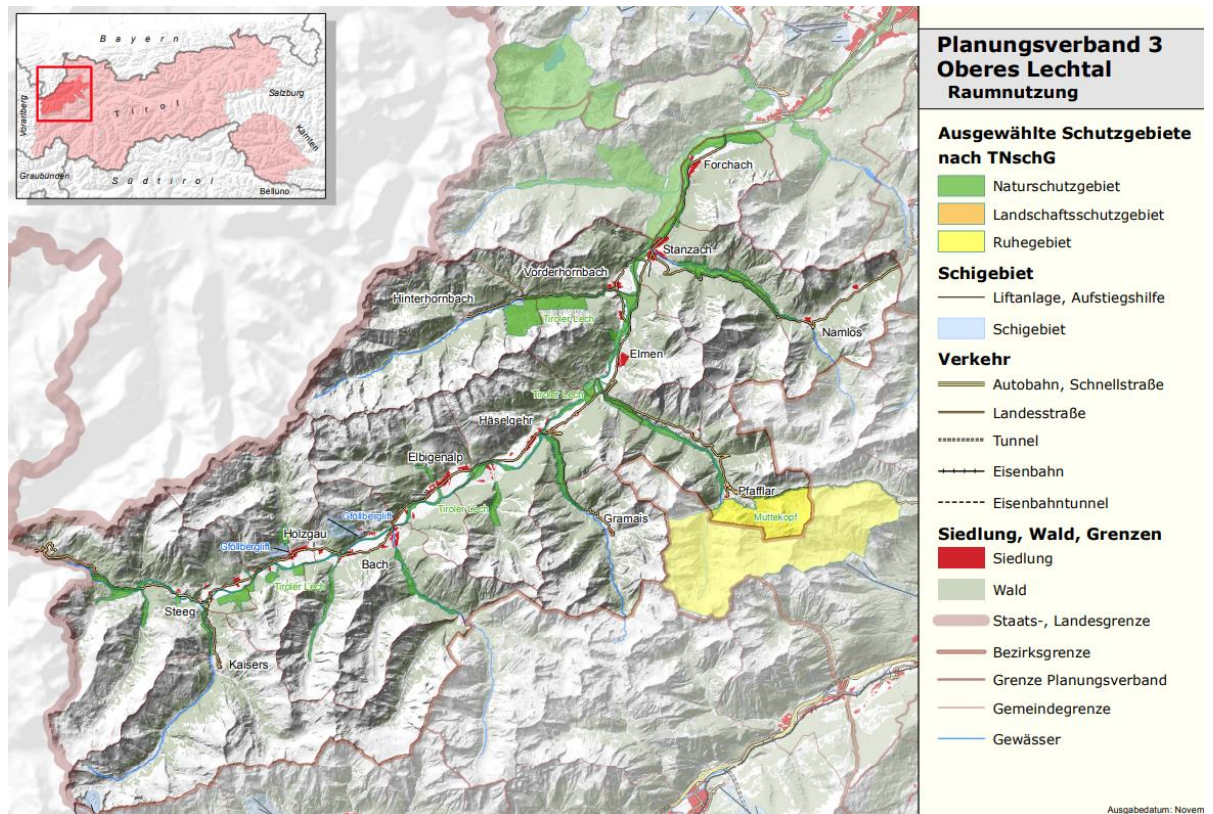 Bayern
Vorarlberg
Tirol
Salzburg
Kärnten
Graubünden
Südtirol
Belluno
Forchach
Stanzach
Vorderhornbach
Hinterhornbach
Tiroler Lech
Namlos
Elmen
Tiroler Lech
Häselgehr
Elbigenalp
Pfafflar
Muttekopf
Tiroler Lech
Gföllberglift
Gramais
Holzgau
Gföllberglift
Bach
Tiroler Lech
Steeg
Kaisers
Planungsverband 3
Oberes Lechtal
Raumnutzung
Ausgewählte Schutzgebiete
nach TNschG
Naturschutzgebiet
Landschaftsschutzgebiet
Ruhegebiet
Schigebiet
Liftanlage, Aufstiegshilfe
Schigebiet
Verkehr
Autobahn, Schnellstraße
Landesstraße
Tunnel
Eisenbahn
Eisenbahntunnel
Siedlung, Wald, Grenzen
Siedlung
Wald
Staats-, Landesgrenze
Bezirksgrenze
Grenze Planungsverband
Gemeindegrenze
Gewässer
Ausgabedatum: Novem